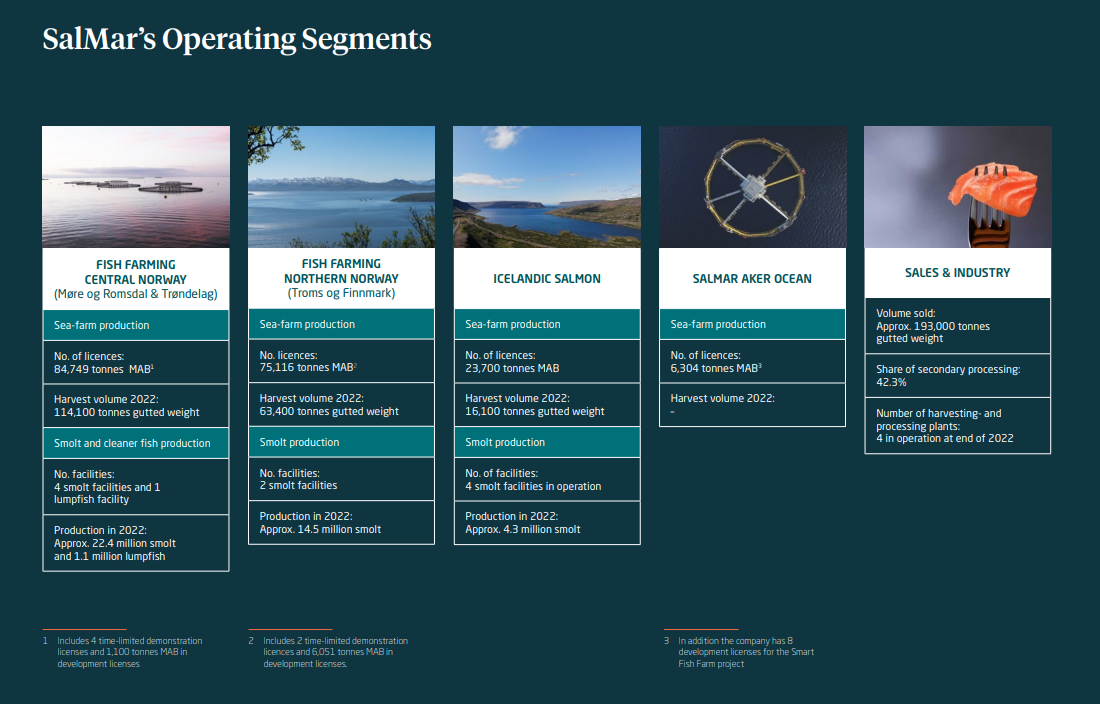 SalMar's Operating Segments
FISH FARMING
CENTRAL NORWAY
(Møre og Romsdal & Trøndelag)
Sea-farm production
No. of licences:
84,749 tonnes MAB¹
Harvest volume 2022:
114,100 tonnes gutted weight
Smolt and cleaner fish production
No. facilities:
4 smolt facilities and 1
lumpfish facility
Production in 2022:
Approx. 22.4 million smolt
and 1.1 million lumpfish
FISH FARMING
NORTHERN NORWAY
(Troms og Finnmark)
Sea-farm production
No. licences:
75,116 tonnes MAB²
Harvest volume 2022:
63,400 tonnes gutted weight
Smolt production
No. facilities:
2 smolt facilities
Production in 2022:
Approx. 14.5 million smolt
ICELANDIC SALMON
Sea-farm production
No. of licences:
23,700 tonnes MAB
Harvest volume 2022:
16,100 tonnes gutted weight
Smolt production
No. of facilities:
4 smolt facilities in operation
Production in 2022:
Approx. 4.3 million smolt
SALMAR AKER OCEAN
Sea-farm production
No. of licences:
6,304 tonnes MAB³
Harvest volume 2022:
–
SALES & INDUSTRY
Volume sold:
Approx. 193,000 tonnes
gutted weight
Share of secondary processing:
42.3%
Number of harvesting- and
processing plants:
4 in operation at end of 2022
1 Includes 4 time-limited demonstration
licenses and 1,100 tonnes MAB in
development licenses
2 Includes 2 time-limited demonstration
licences and 6,051 tonnes MAB in
development licenses.
3 In addition the company has 8
development licenses for the Smart
Fish Farm project